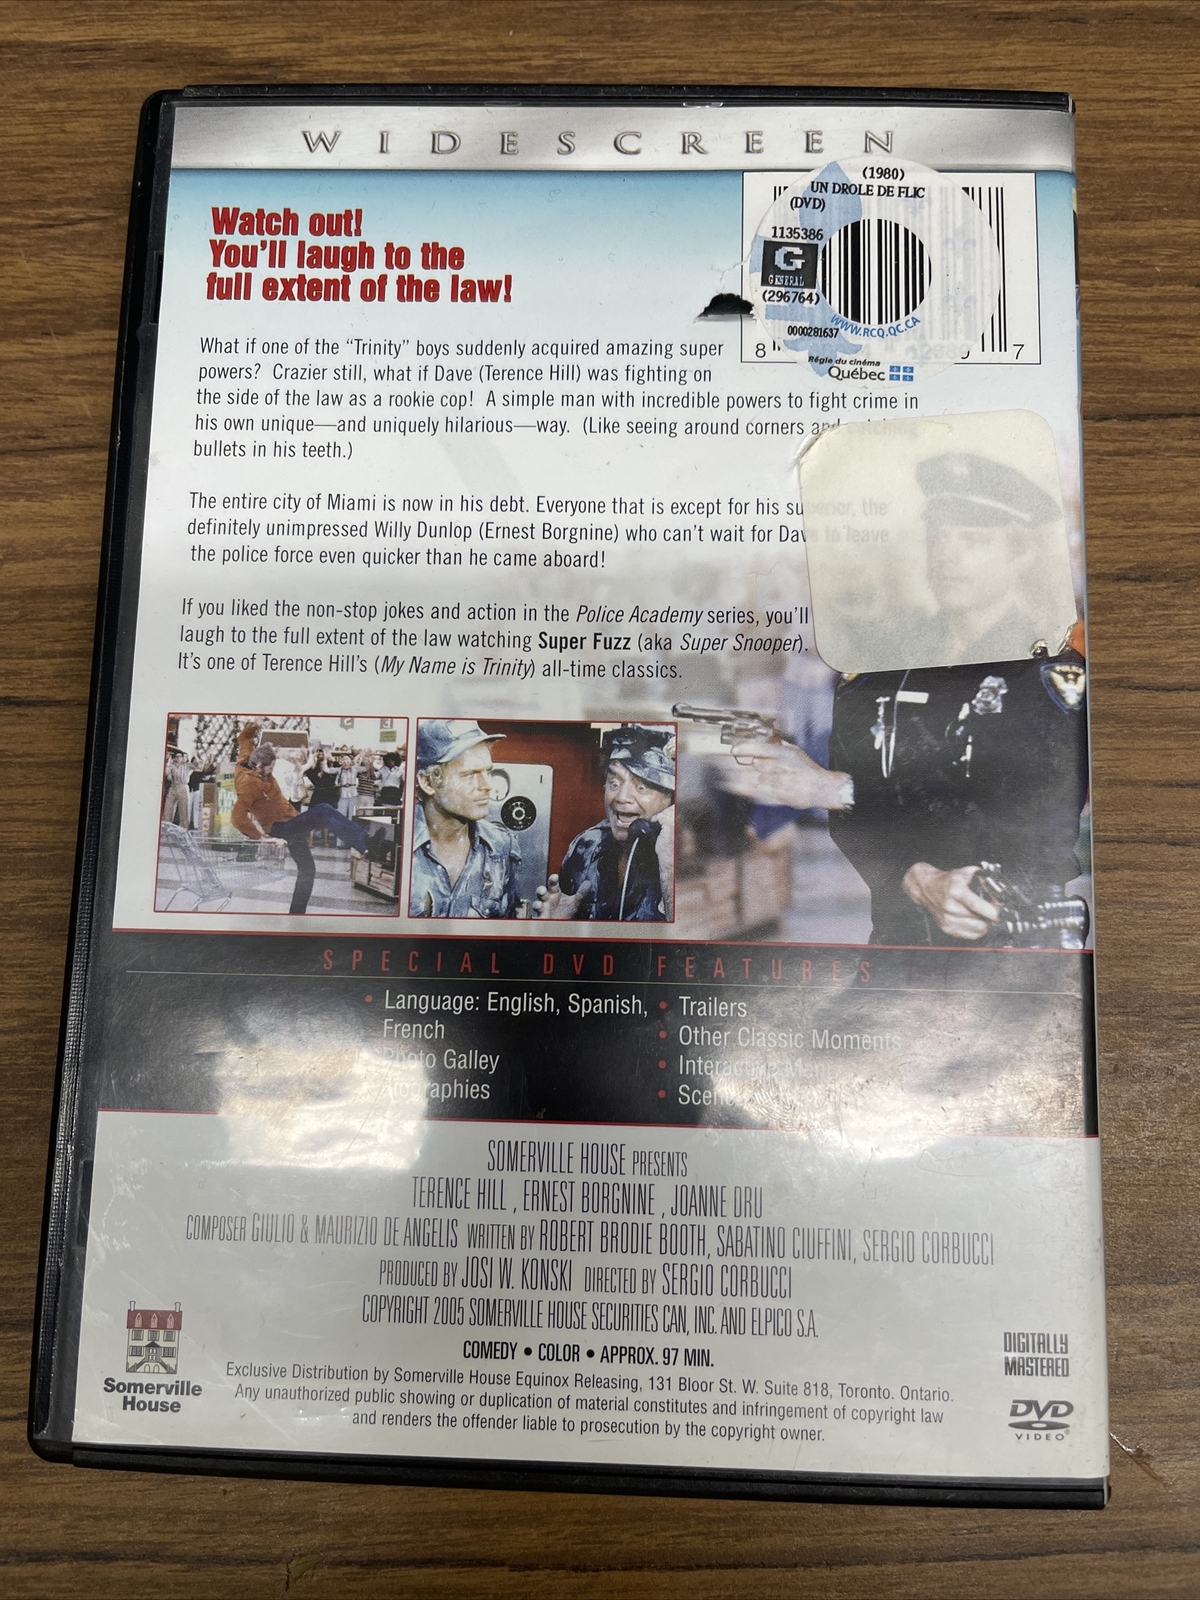 WIDESCREEN
(1980)
UN DROLE DE FLIC
(DVD)
1135386
G
GENERAL
(296764)
0000281637
WWW.RCQ.QC.CA
Régie du cinéma
Québec
8
7
Watch out!
You'll laugh to the
full extent of the law!
What if one of the “Trinity” boys suddenly acquired amazing super
powers? Crazier still, what if Dave (Terence Hill) was fighting on
the side of the law as a rookie cop! A simple man with incredible powers to fight crime in
his own unique—and uniquely hilarious—way. (Like seeing around corners and catching
bullets in his teeth.)
The entire city of Miami is now in his debt. Everyone that is except for his superior, the
definitely unimpressed Willy Dunlop (Ernest Borgnine) who can't wait for Dave to leave
the police force even quicker than he came aboard!
If you liked the non-stop jokes and action in the Police Academy series, you'll
laugh to the full extent of the law watching Super Fuzz (aka Super Snooper).
It's one of Terence Hill's (My Name is Trinity) all-time classics.
SPECIAL DVD FEATURES
• Language: English, Spanish,
French
Photo Galley
Biographies
• Trailers
• Other Classic Moments
SOMERVILLE HOUSE PRESENTS
TERENCE HILL , ERNEST BORGNINE , JOANNE DRU
COMPOSER GIULIO & MAURIZIO DE ANGELIS WRITTEN BY ROBERT BRODIE BOOTH, SABATINO CIUFFINI, SERGIO CORBUCCI
PRODUCED BY JOSI W. KONSKI DIRECTED BY SERGIO CORBUCCI
COPYRIGHT 2005 SOMERVILLE HOUSE SECURITIES CAN, INC. AND ELPICO S.A.
COMEDY • COLOR • APPROX. 97 MIN.
Exclusive Distribution by Somerville House Equinox Releasing, 131 Bloor St. W. Suite 818, Toronto. Ontario.
Any unauthorized public showing or duplication of material constitutes and infringement of copyright law
and renders the offender liable to prosecution by the copyright owner.
Somerville
House
DIGITALLY
MASTERED
DVD
VIDEO